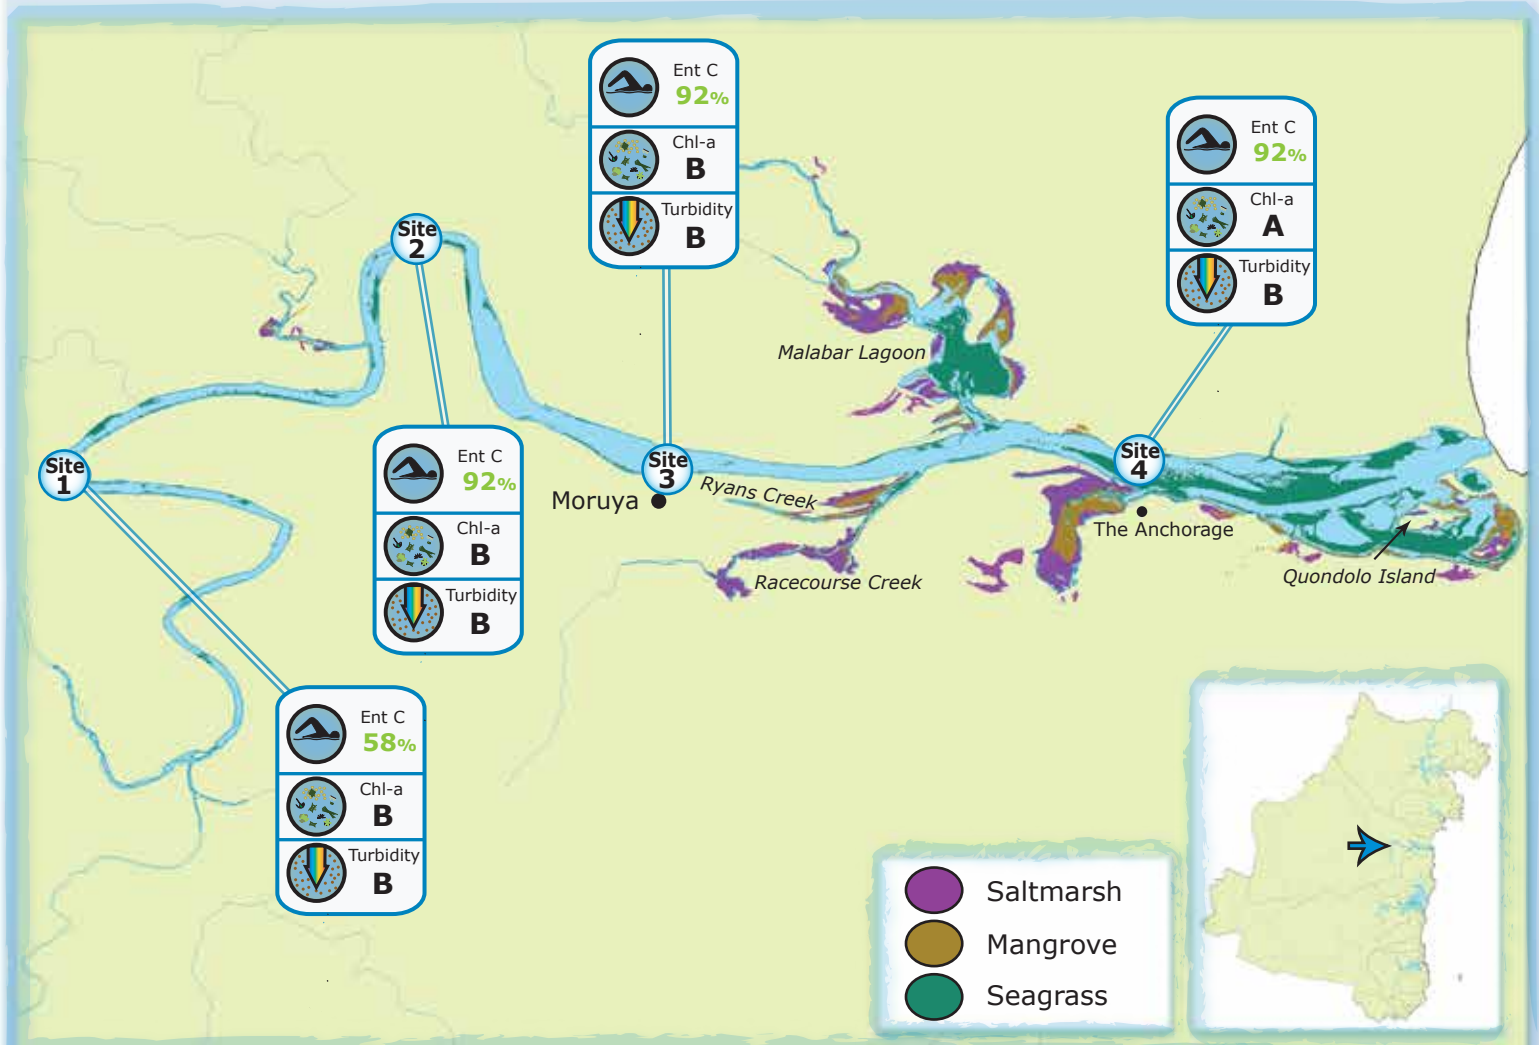 Ent C
92%
Chl-a
B
Turbidity
B
Ent C
92%
Chl-a
A
Turbidity
B
Site
2
Malabar Lagoon
Ent C
92%
Chl-a
B
Turbidity
B
Site
1
Site
3
Moruya
Ryans Creek
Racecourse Creek
Site
4
The Anchorage
Quondolo Island
Ent C
58%
Chl-a
B
Turbidity
B
Saltmarsh
Mangrove
Seagrass